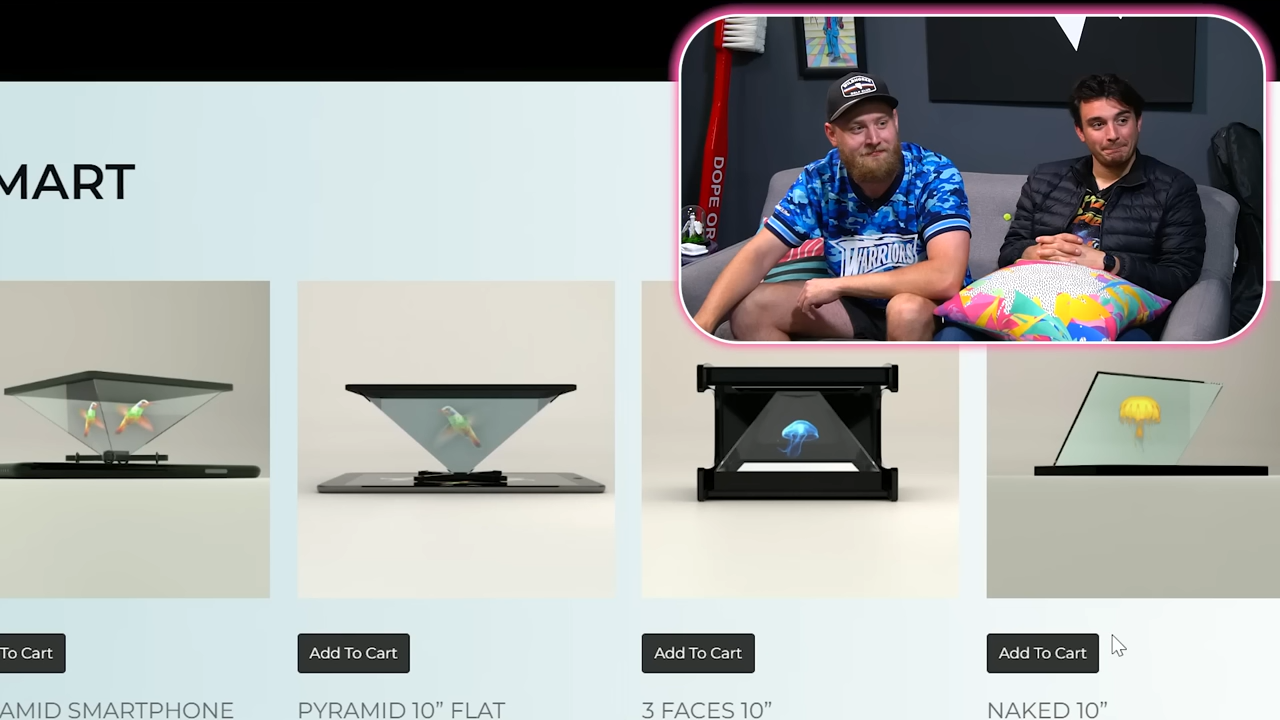 MART
DOPE OR
WARRIORS
Add To Cart
Add To Cart
Add To Cart
To Cart
AMID SMARTPHONE
PYRAMID 10” FLAT
3 FACES 10”
NAKED 10”